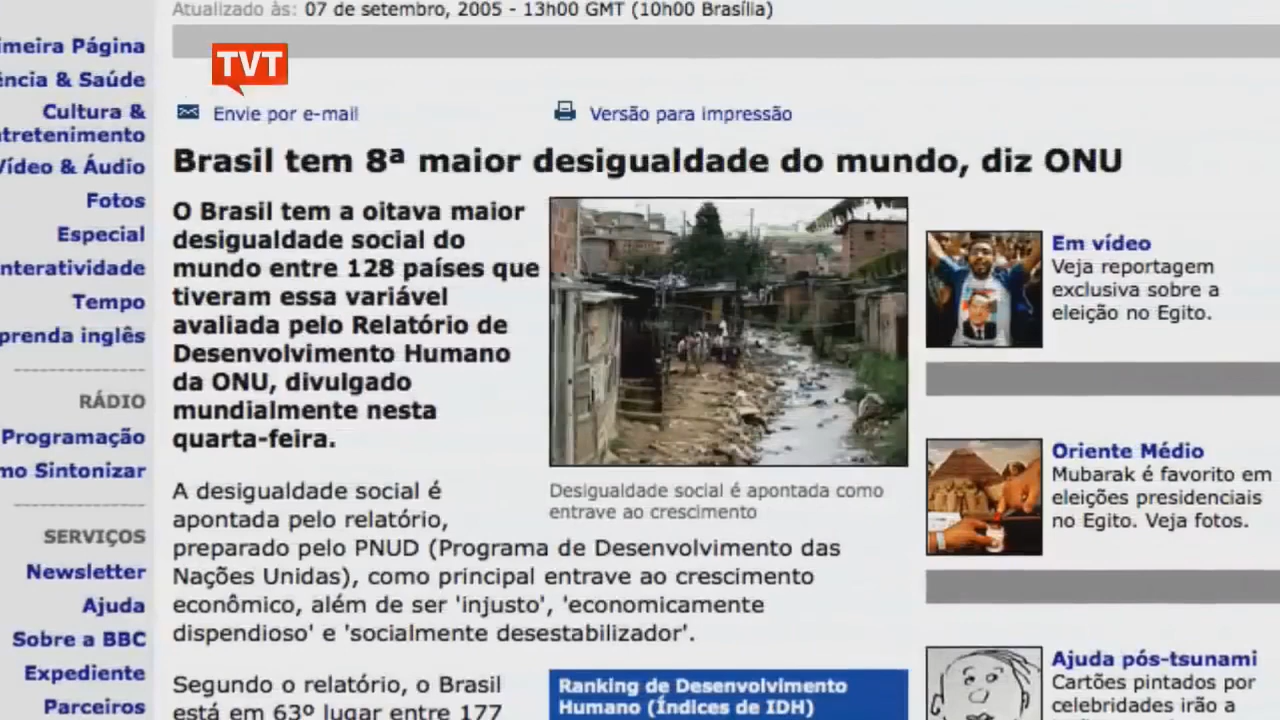 Atualizado às: 07 de setembro, 2005 - 13h00 GMT (10h00 Brasília)
TVT
imeira Página
ência & Saúde
Cultura &
ntretenimento
Vídeo & Áudio
Fotos
Especial
nteratividade
Tempo
prenda inglês
RÁDIO
Programação
mo Sintonizar
SERVIÇOS
Newsletter
Ajuda
Sobre a BBC
Expediente
Parceiros
Envie por e-mail
Versão para impressão
Brasil tem 8ª maior desigualdade do mundo, diz ONU
O Brasil tem a oitava maior
desigualdade social do
mundo entre 128 países que
tiveram essa variável
avaliada pelo Relatório de
Desenvolvimento Humano
da ONU, divulgado
mundialmente nesta
quarta-feira.
Desigualdade social é apontada como
entrave ao crescimento
A desigualdade social é
apontada pelo relatório,
preparado pelo PNUD (Programa de Desenvolvimento das
Nações Unidas), como principal entrave ao crescimento
econômico, além de ser 'injusto', 'economicamente
dispendioso' e 'socialmente desestabilizador'.
Segundo o relatório, o Brasil
está em 63º lugar entre 177
Ranking de Desenvolvimento
Humano (Índices de IDH)
Em vídeo
Veja reportagem
exclusiva sobre a
eleição no Egito.
Oriente Médio
Mubarak é favorito em
eleições presidenciais
no Egito. Veja fotos.
Ajuda pós-tsunami
Cartões pintados por
celebridades irão a